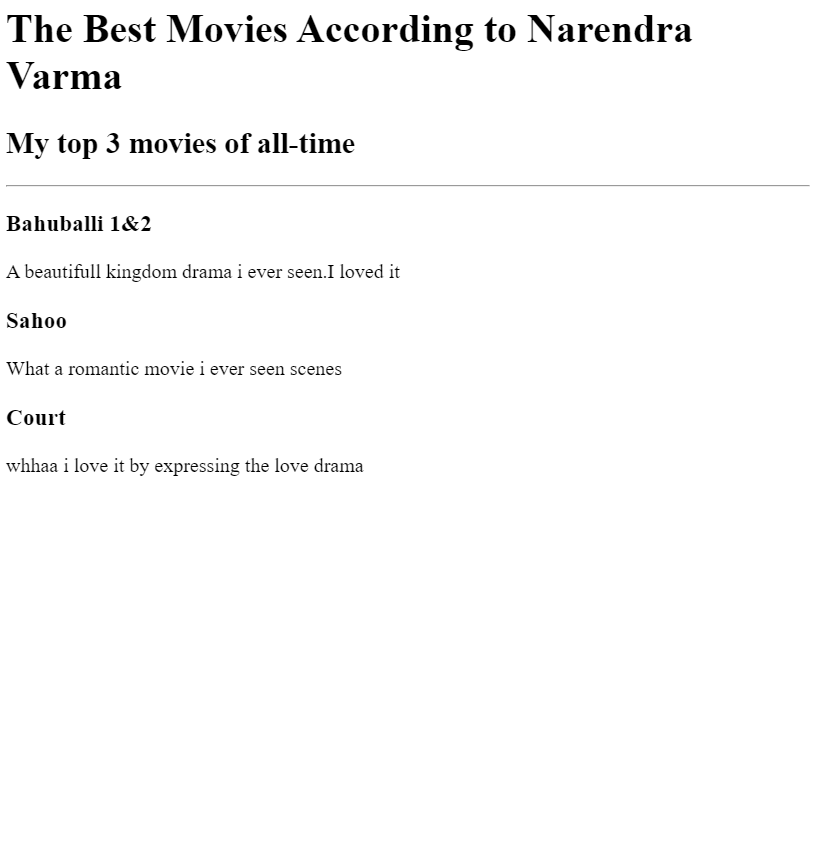 The Best Movies According to Narendra
Varma
My top 3 movies of all-time
Bahuballi 1&2
A beautifull kingdom drama i ever seen.I loved it
Sahoo
What a romantic movie i ever seen scenes
Court
whhaa i love it by expressing the love drama